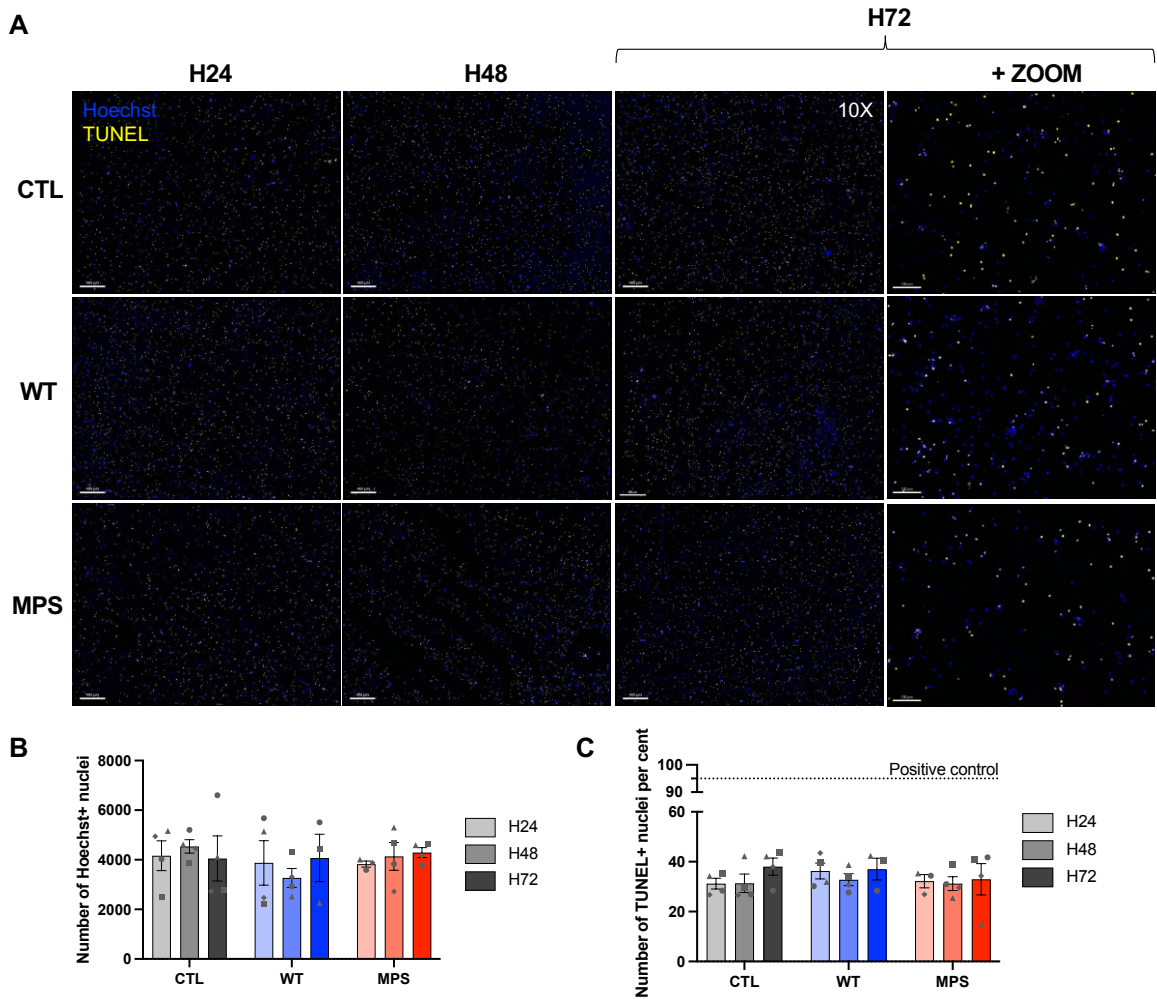 A
H72
H24
H48
+ ZOOM
Hoechst
TUNEL
10X
CTL
WT
MPS
B
Number of Hoechst+ nuclei
8000
6000
4000
2000
0
CTL
WT
MPS
H24
H48
H72
C
Number of TUNEL+ nuclei per cent
100
90
60
40
20
0
Positive control
CTL
WT
MPS
H24
H48
H72